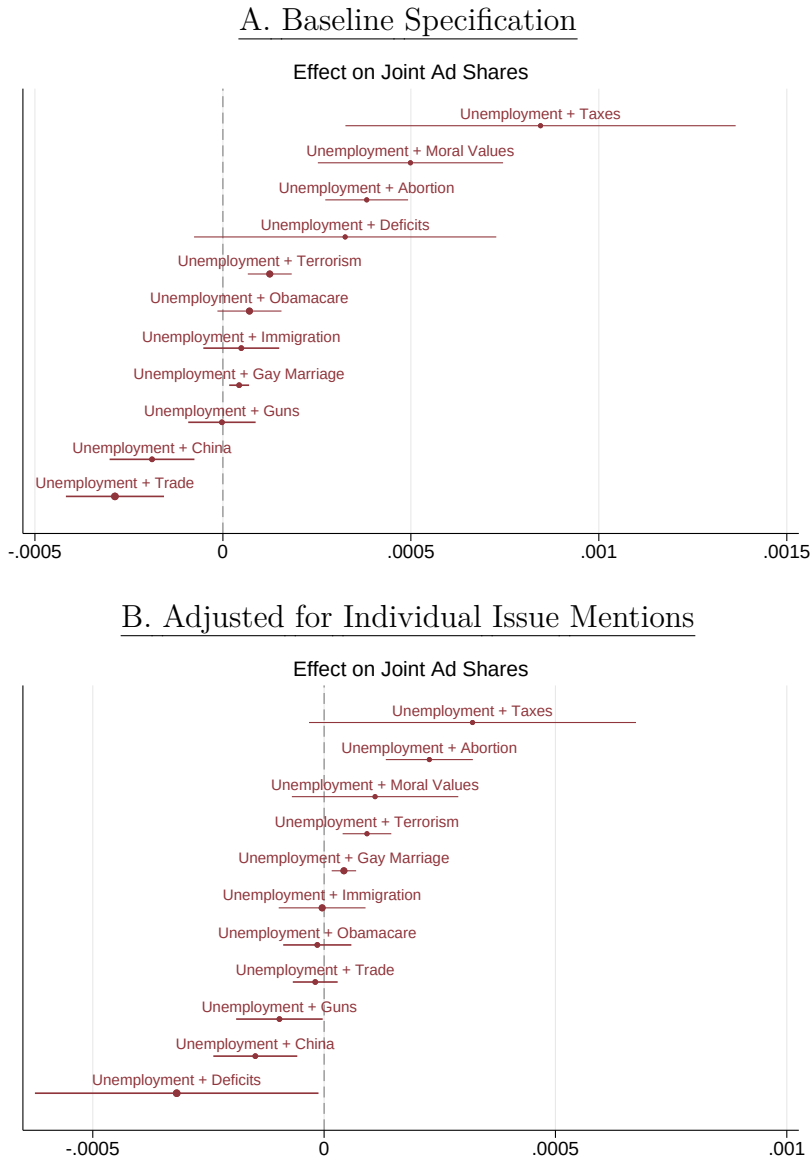 A. Baseline Specification
Effect on Joint Ad Shares
Unemployment + Taxes
Unemployment + Moral Values
Unemployment + Abortion
Unemployment + Deficits
Unemployment + Terrorism
Unemployment + Obamacare
Unemployment + Immigration
Unemployment + Gay Marriage
Unemployment + Guns
Unemployment + China
Unemployment + Trade
-.0005 0 .0005 .001 .0015
B. Adjusted for Individual Issue Mentions
Effect on Joint Ad Shares
Unemployment + Taxes
Unemployment + Abortion
Unemployment + Moral Values
Unemployment + Terrorism
Unemployment + Gay Marriage
Unemployment + Immigration
Unemployment + Obamacare
Unemployment + Trade
Unemployment + Guns
Unemployment + China
Unemployment + Deficits
-.0005 0 .0005 .001